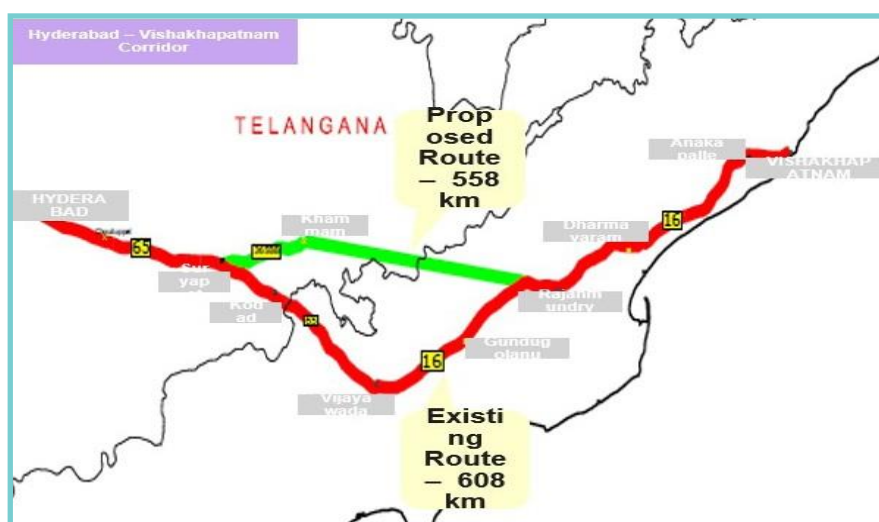 Hyderabad – Vishakhapatnam
Corridor
TELANGANA
Prop
osed
Route
– 558
km
Anaka
palle
VISHAKHAP
ATNAM
HYDERA
BAD
Kham
mam
Dharma
varam
16
65
Sur
yap
Kod
ad
Rajahm
undry
Gundug
olanu
16
Vijaya
wada
Existi
ng
Route
– 608
km